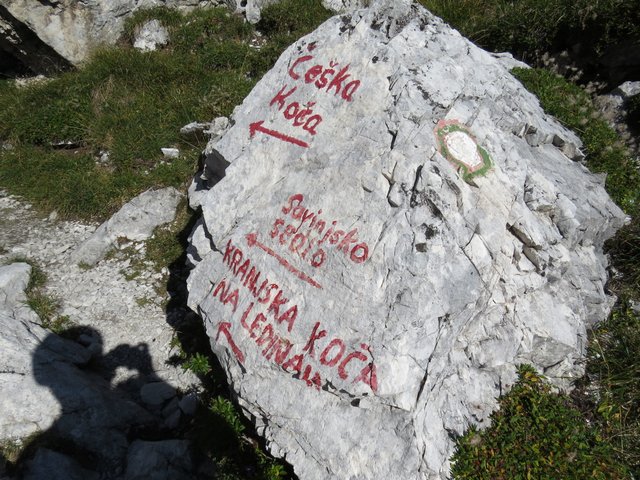 Češka
Koča
Savinjsko
sedlo
KRANJSKA KOČA
NA LEDINAH